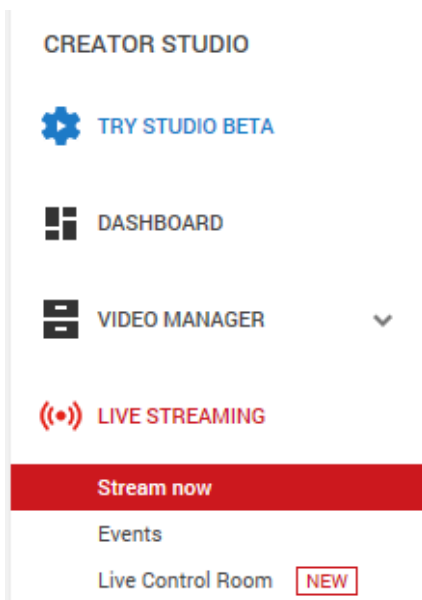 CREATOR STUDIO
TRY STUDIO BETA
DASHBOARD
VIDEO MANAGER
LIVE STREAMING
Stream now
Events
Live Control Room NEW